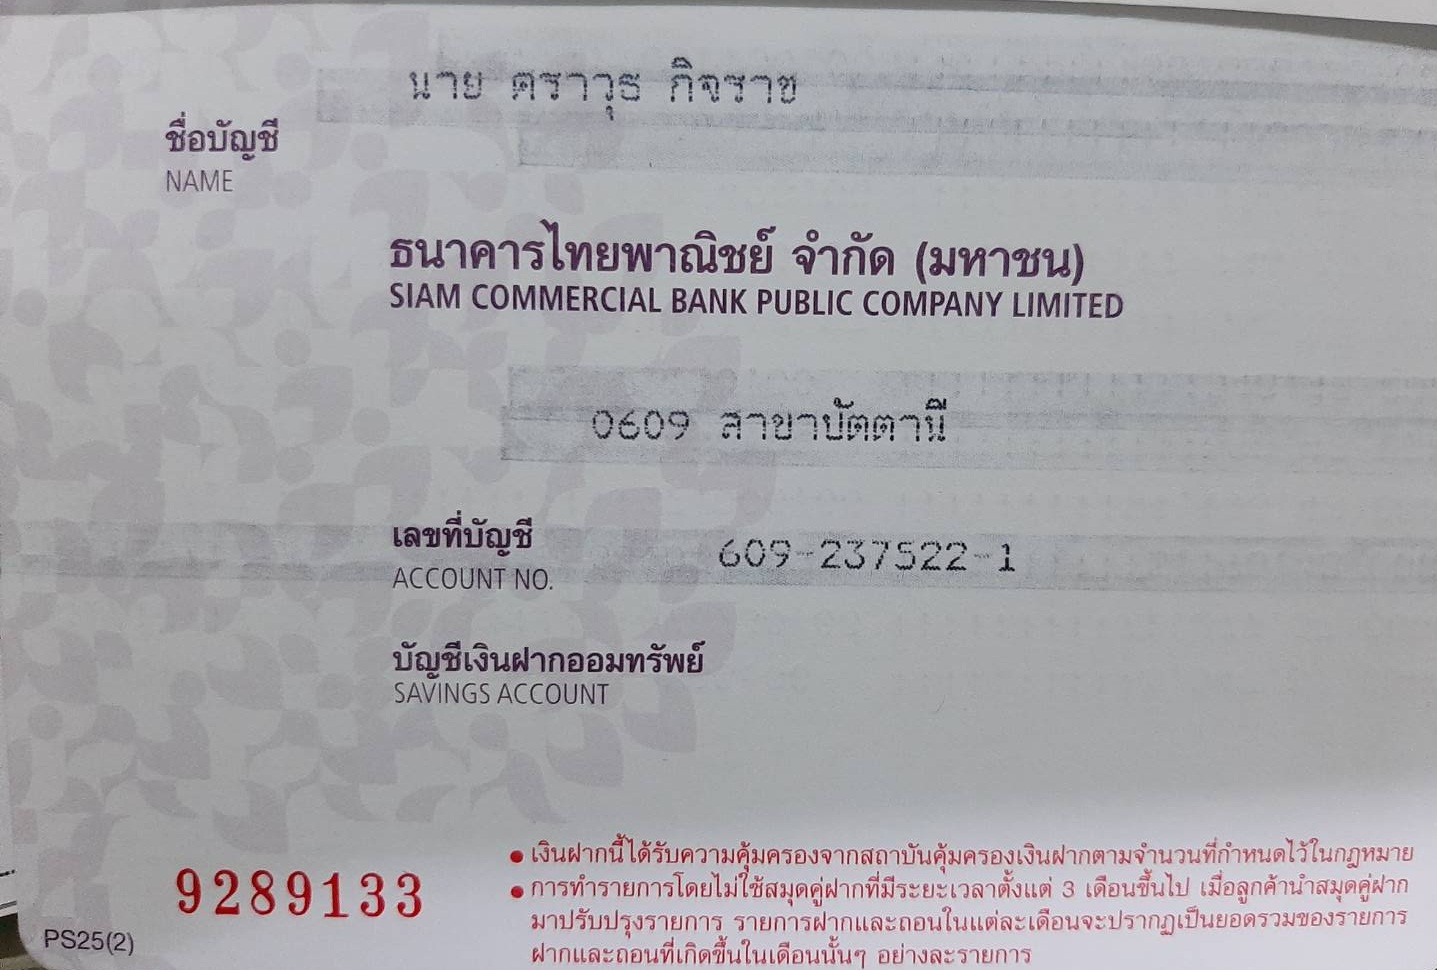 นาย ศราวุธ กิจราช
ชื่อบัญชี
NAME
ธนาคารไทยพาณิชย์ จำกัด (มหาชน)
SIAM COMMERCIAL BANK PUBLIC COMPANY LIMITED
0609 สาขาปัตตานี
เลขที่บัญชี 609-237522-1
ACCOUNT NO.
บัญชีเงินฝากออมทรัพย์
SAVINGS ACCOUNT
• เงินฝากนี้ได้รับความคุ้มครองจากสถาบันคุ้มครองเงินฝากตามจำนวนที่กำหนดไว้ในกฎหมาย
• การทำรายการโดยไม่ใช้สมุดคู่ฝากที่มีระยะเวลาตั้งแต่ 3 เดือนขึ้นไป เมื่อลูกค้านำสมุดคู่ฝาก
มาปรับปรุงรายการ รายการฝากและถอนในแต่ละเดือนจะปรากฏเป็นยอดรวมของรายการ
ฝากและถอนที่เกิดขึ้นในเดือนนั้นๆ อย่างละรายการ
9289133
PS25(2)